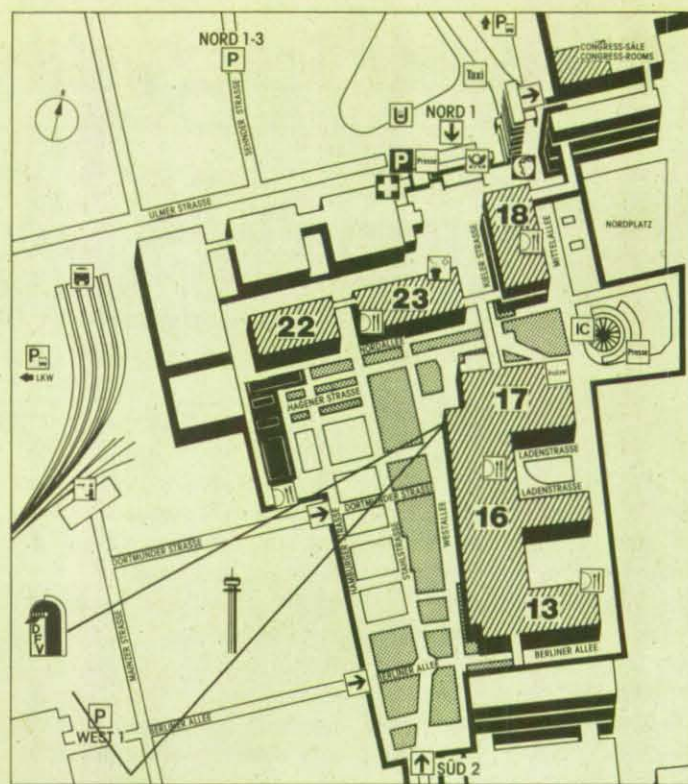 NORD 1-3
P
SEHNDER STRASSE
P
Taxi
CONGRESS-SÄLE
CONGRESS-ROOMS
NORD 1
P
Presse
ULMER STRASSE
18
KIELER STRASSE
MITTELALLEE
NORDPLATZ
23
22
NORDALLEE
IC
Presse
P
LKW
HAGENER STRASSE
17
LADENSTRASSE
LADENSTRASSE
DORTMUNDER STRASSE
WESTALLEE
16
DORTMUNDER STRASSE
HAMBURGER STRASSE
STAHLSTRASSE
13
DFV
MAINZER STRASSE
BERLINER ALLEE
BERLINER ALLEE
P
WEST 1
BERLINER ALLEE
SÜD 2